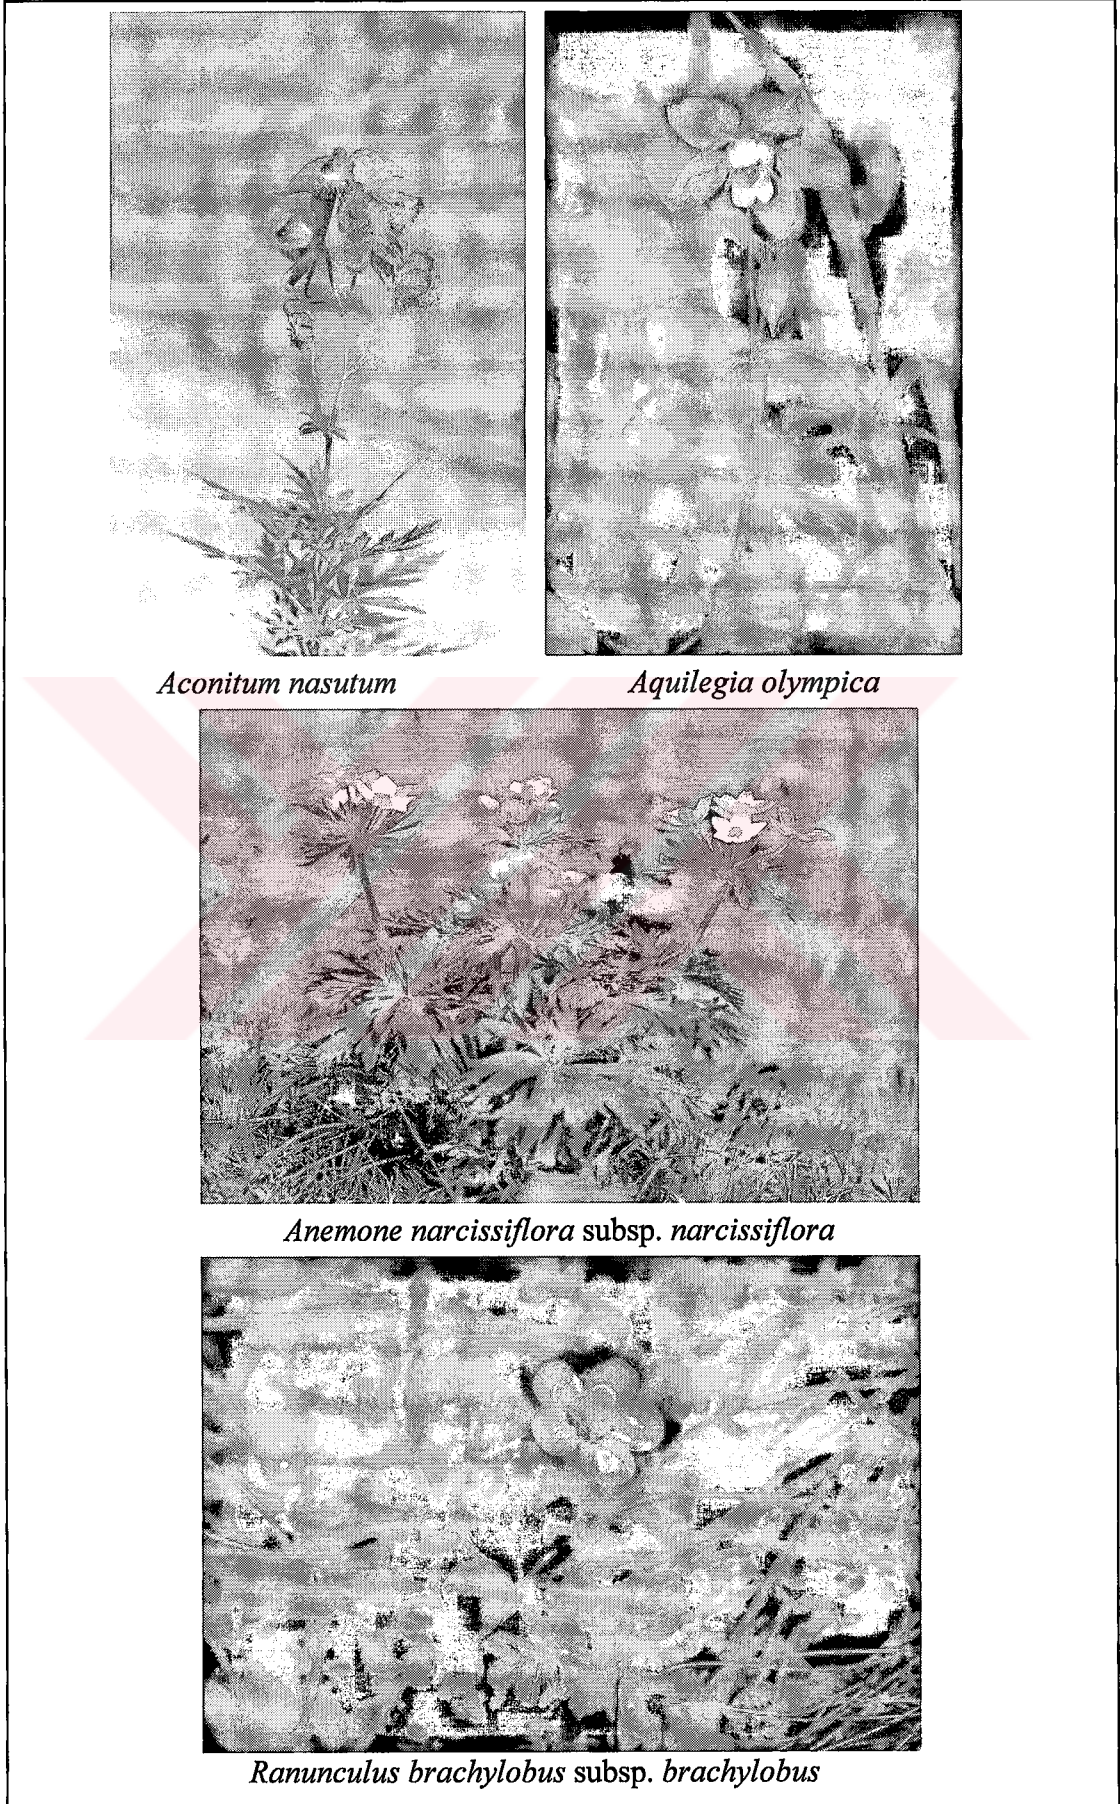 Aconitum nasutum
Aquilegia olympica
Anemone narcissiflora subsp. narcissiflora
Ranunculus brachylobus subsp. brachylobus